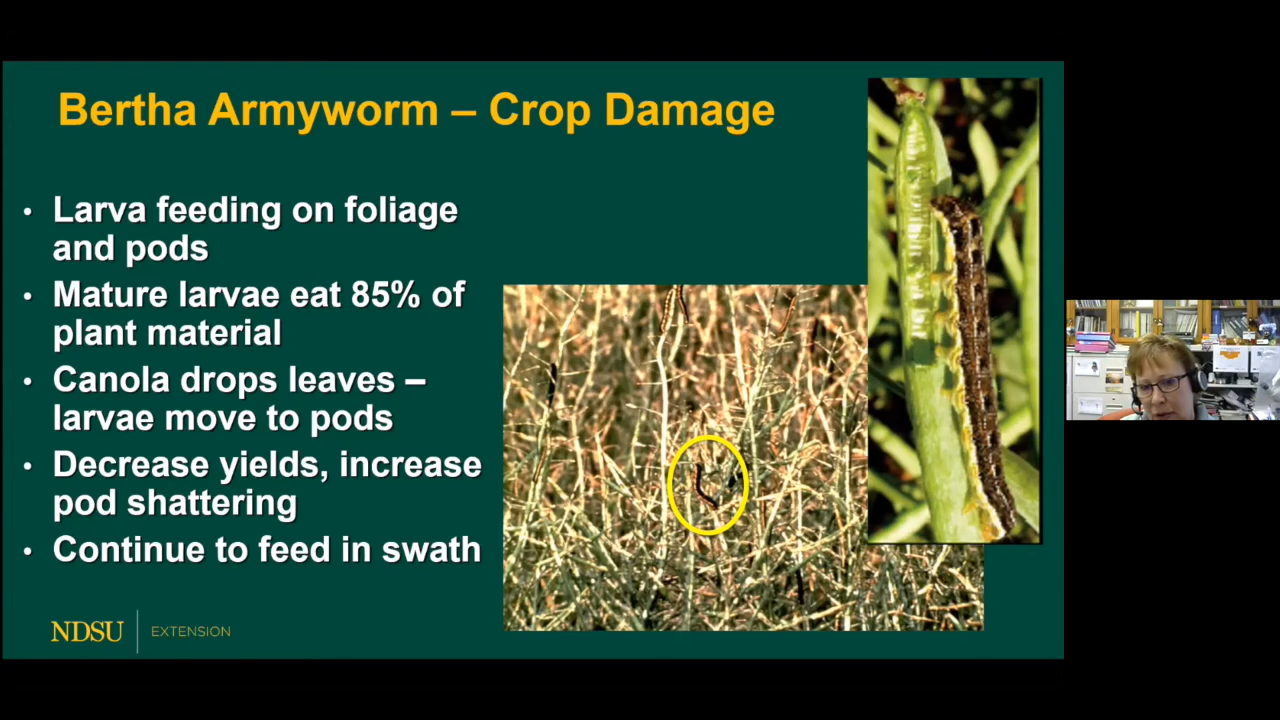 Bertha Armyworm – Crop Damage
• Larva feeding on foliage
and pods
• Mature larvae eat 85% of
plant material
• Canola drops leaves –
larvae move to pods
• Decrease yields, increase
pod shattering
• Continue to feed in swath
NDSU EXTENSION